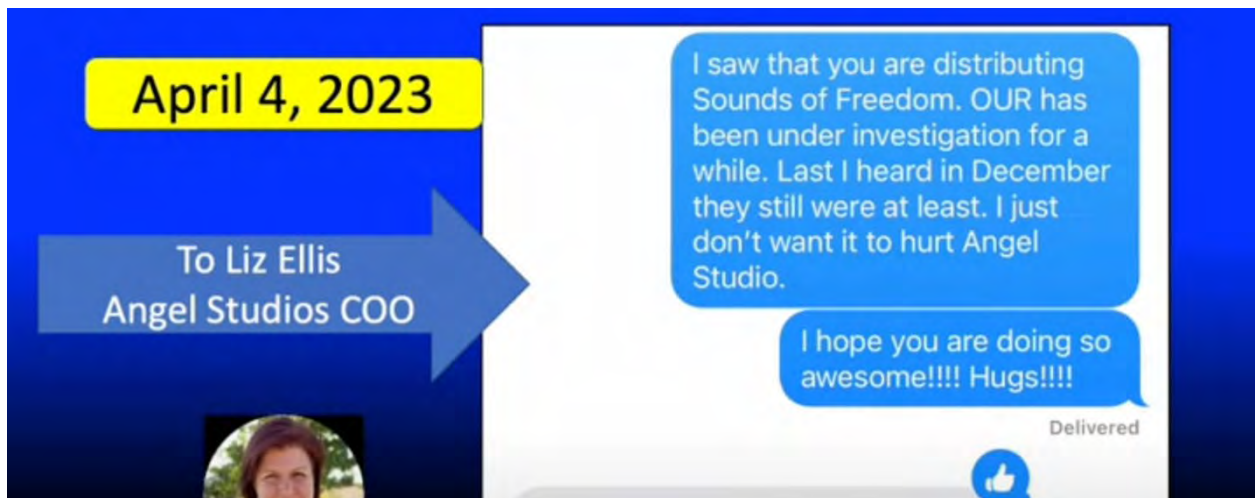 April 4, 2023
To Liz Ellis
Angel Studios COO
I saw that you are distributing
Sounds of Freedom. OUR has
been under investigation for a
while. Last I heard in December
they still were at least. I just
don't want it to hurt Angel
Studio.
I hope you are doing so
awesome!!!! Hugs!!!!
Delivered